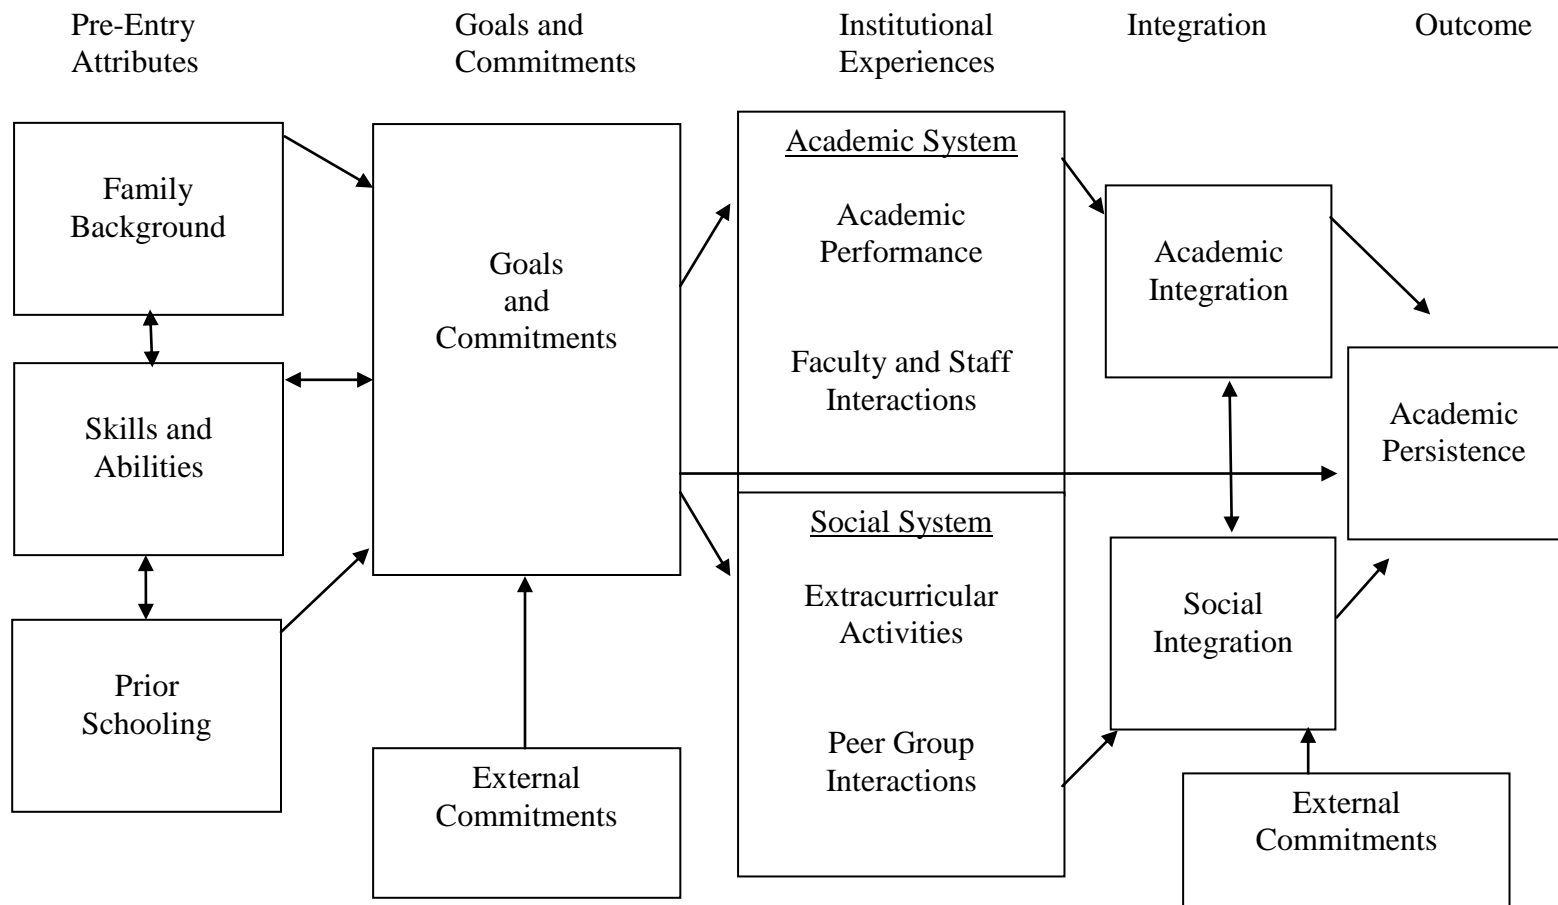 Pre-Entry
Attributes
Goals and
Commitments
Institutional
Experiences
Integration
Outcome
Family
Background
Skills and
Abilities
Prior
Schooling
Goals
and
Commitments
External
Commitments
Academic System
Academic
Performance
Faculty and Staff
Interactions
Social System
Extracurricular
Activities
Peer Group
Interactions
Academic
Integration
Social
Integration
External
Commitments
Academic
Persistence